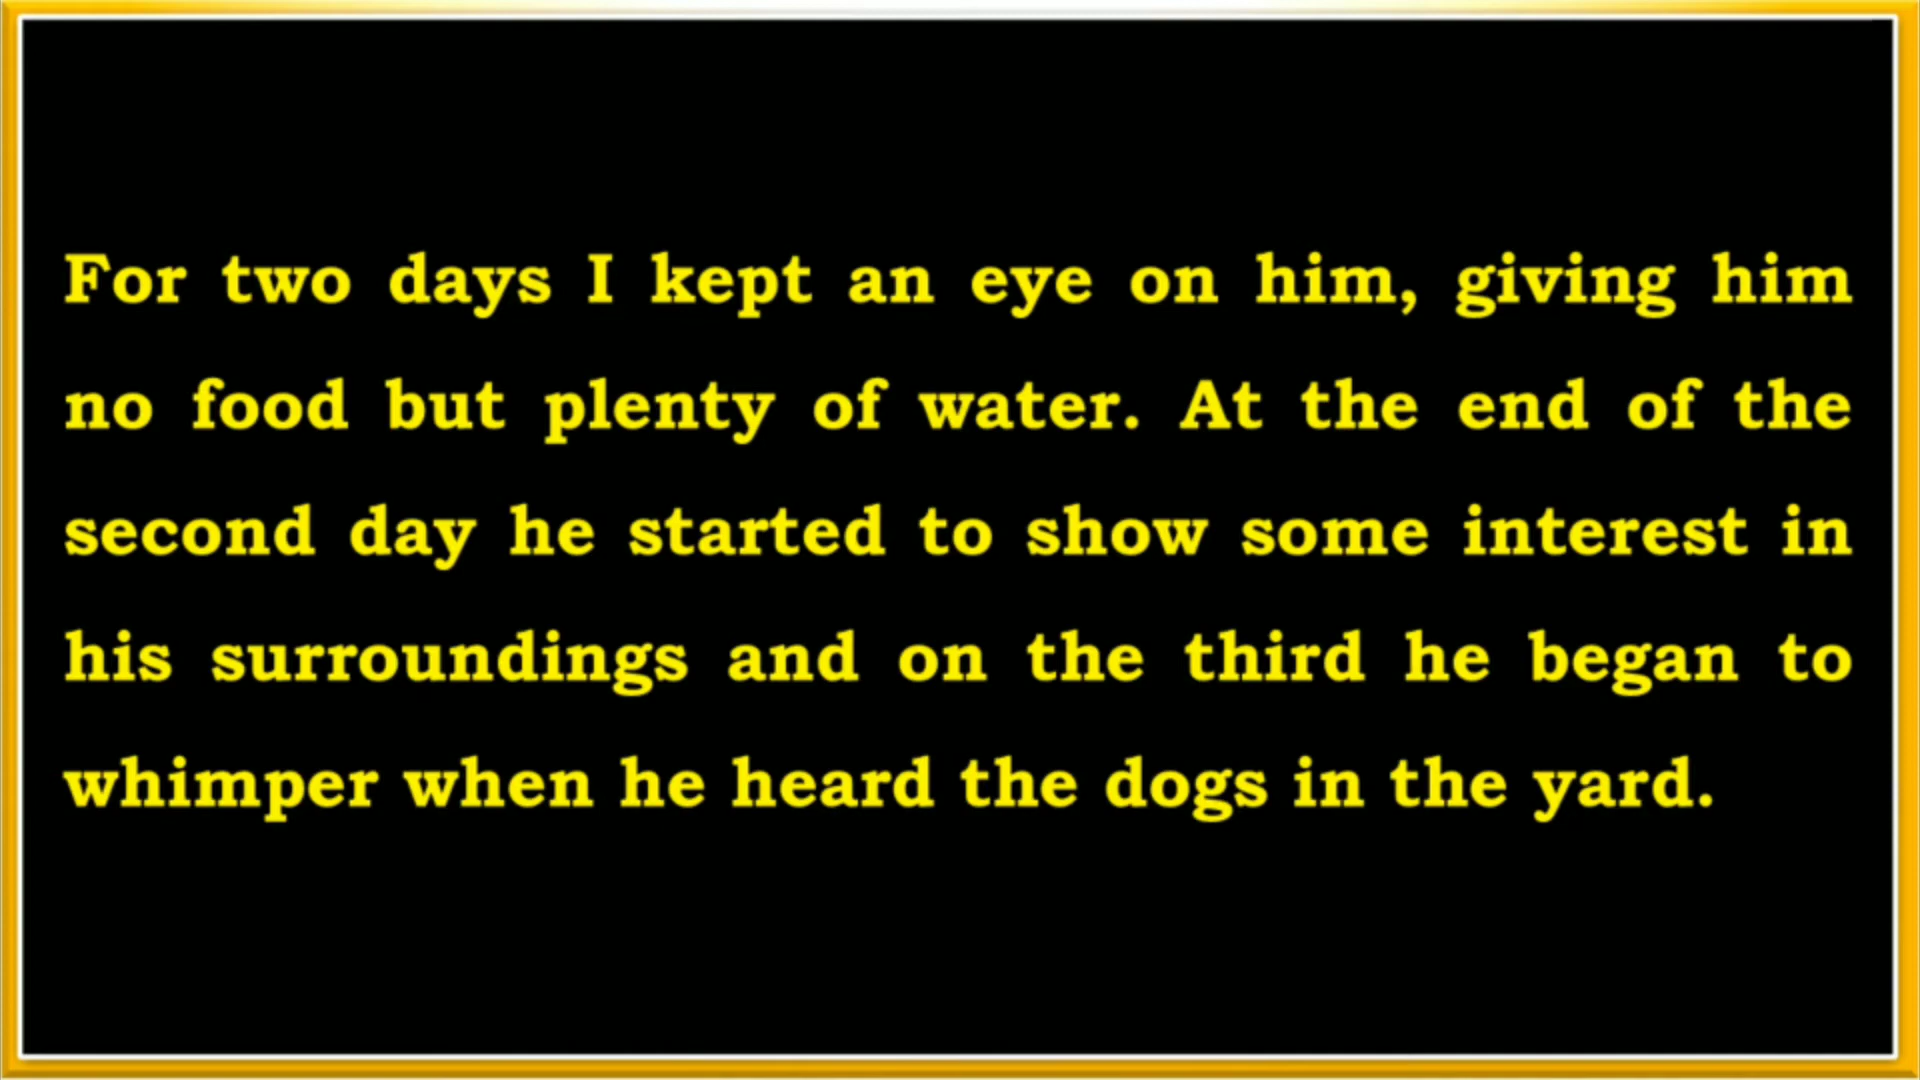 For two days I kept an eye on him, giving him
no food but plenty of water. At the end of the
second day he started to show some interest in
his surroundings and on the third he began to
whimper when he heard the dogs in the yard.